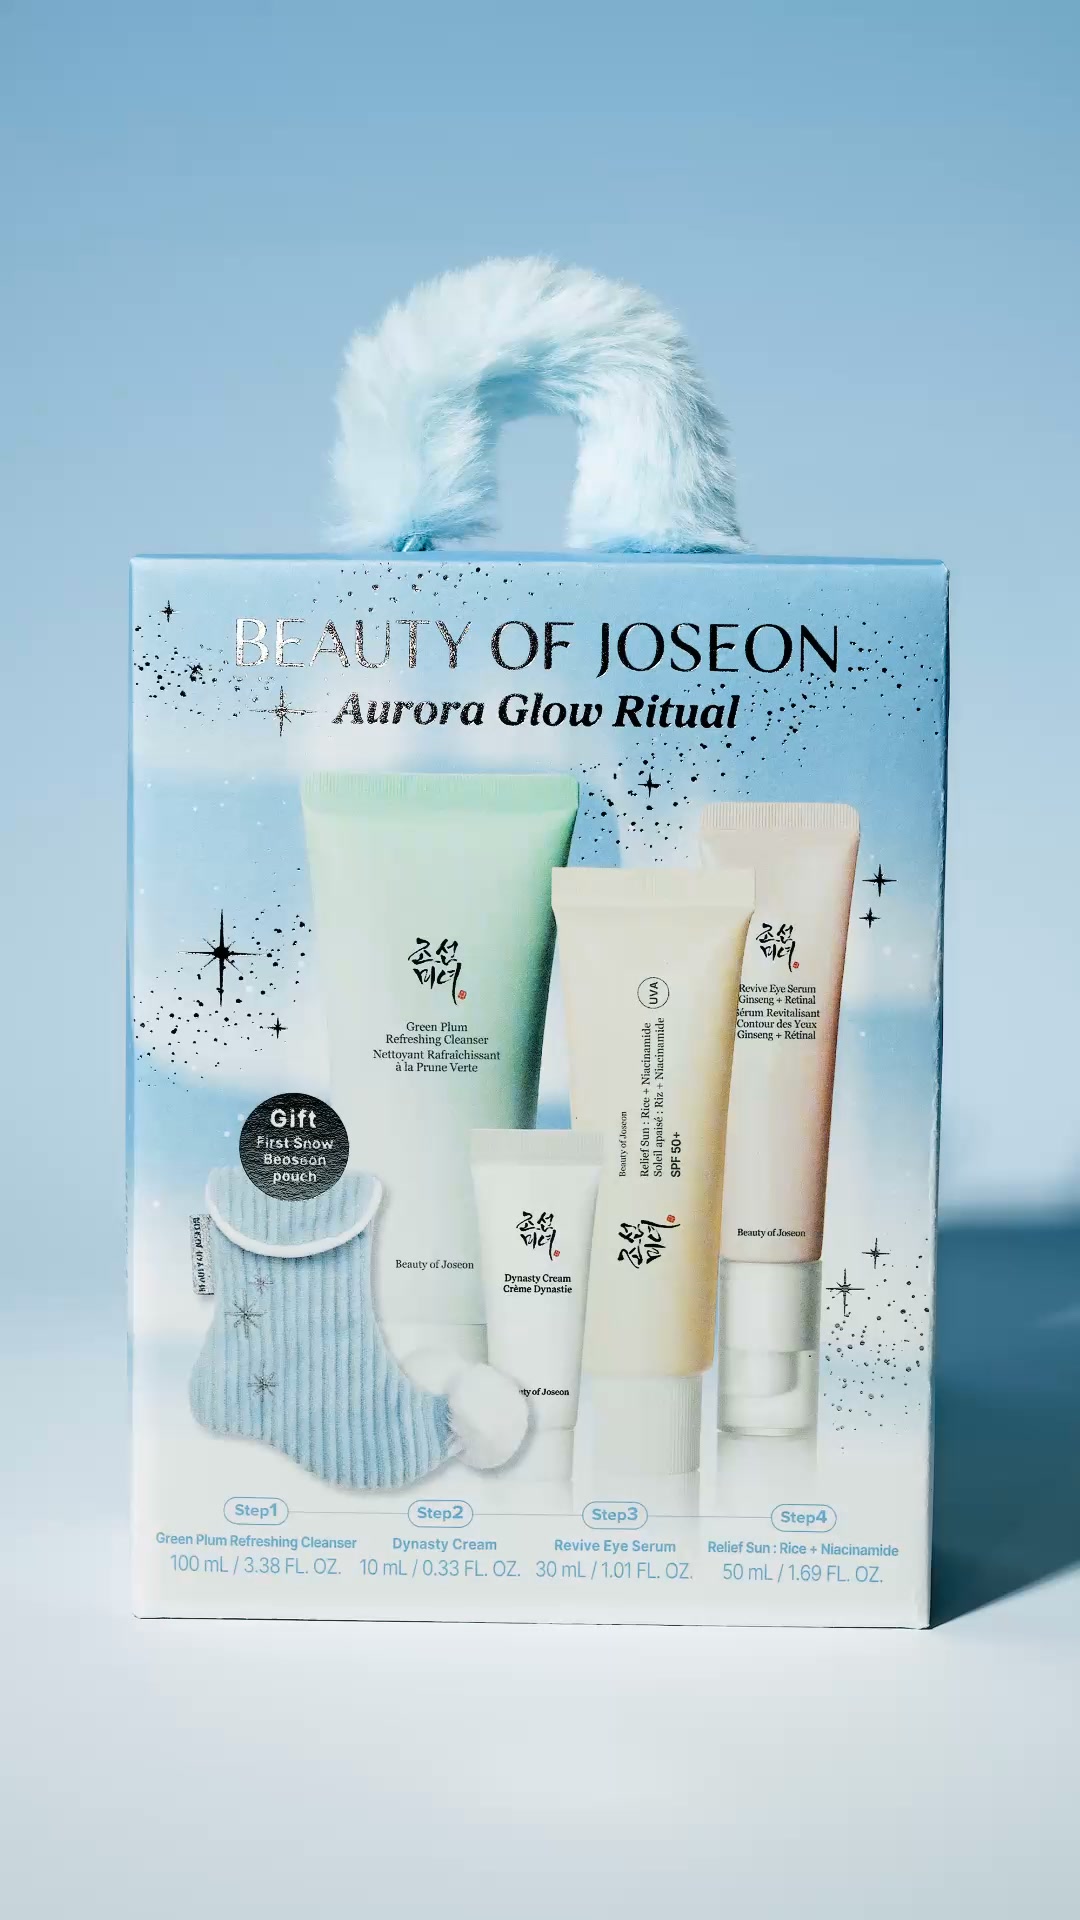 BEAUTY OF JOSEON
Aurora Glow Ritual
조선
미녀
Green Plum
Refreshing Cleanser
Nettoyant Rafraîchissant
à la Prune Verte
Beauty of Joseon
UVA
Beauty of Joseon
Relief Sun : Rice + Niacinamide
Soleil apaisé : Riz + Niacinamide
SPF 50+
조선
미녀
조선
미녀
Revive Eye Serum
Ginseng + Retinal
Sérum Revitalisant
Contour des Yeux
Ginseng + Rétinal
Beauty of Joseon
조선
미녀
Dynasty Cream
Crème Dynastie
uty of Joseon
Gift
First Snow
Beoseon
pouch
Step1
Green Plum Refreshing Cleanser
100 mL / 3.38 FL. OZ.
Step2
Dynasty Cream
10 mL / 0.33 FL. OZ.
Step3
Revive Eye Serum
30 mL / 1.01 FL. OZ.
Step4
Relief Sun : Rice + Niacinamide
50 mL / 1.69 FL. OZ.